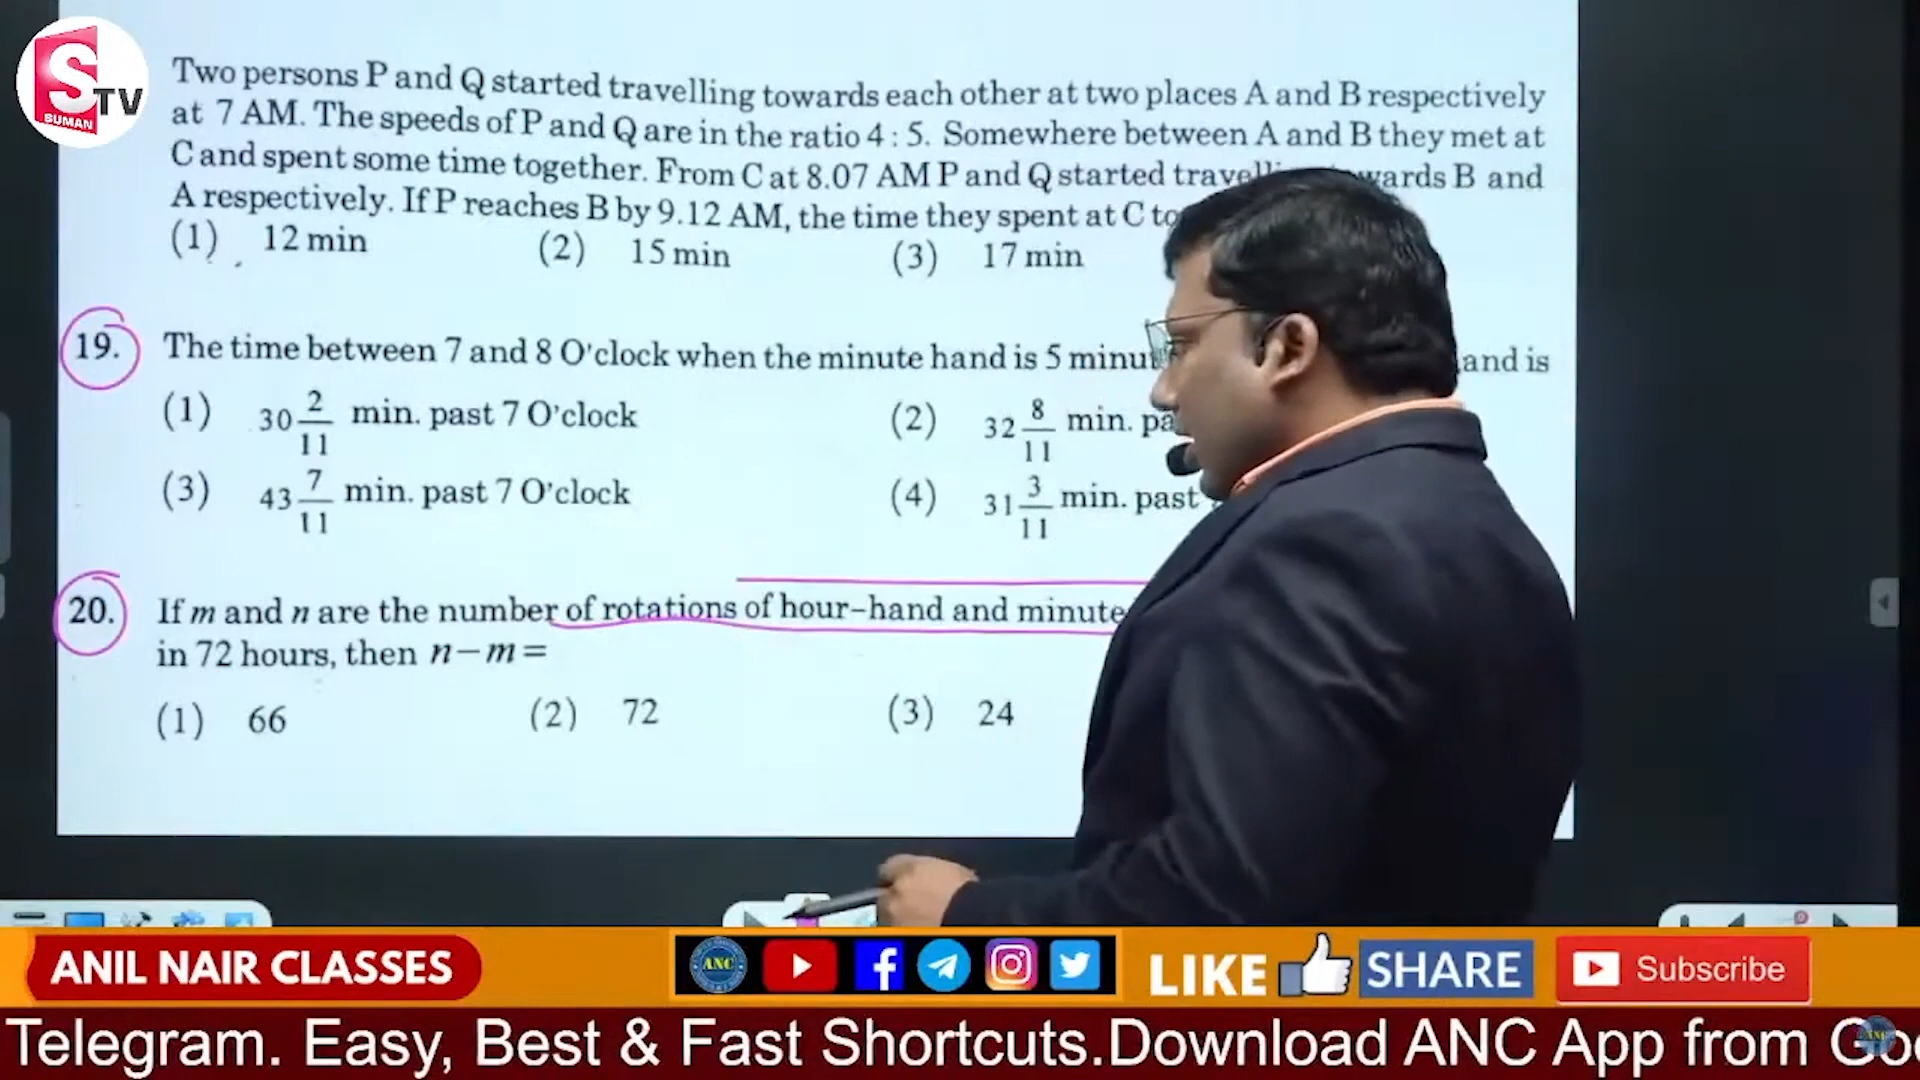 S TV
SUMAN
Two persons P and Q started travelling towards each other at two places A and B respectively
at 7 AM. The speeds of P and Q are in the ratio 4 : 5. Somewhere between A and B they met at
C and spent some time together. From C at 8.07 AM P and Q started wards B and
A respectively. If P reaches B by 9.12 AM, the time they spent at C
(1) 12 min (2) 15 min (3) 17 min
19. The time between 7 and 8 O'clock when the minute hand is 5 and is
(1) 30 2/11 min. past 7 O'clock (2) 32 8/11 min.
(3) 43 7/11 min. past 7 O'clock (4) 31 3/11 min. past
20. If m and n are the number of rotations of hour-hand and minute
in 72 hours, then n-m=
(1) 66 (2) 72 (3) 24
ANIL NAIR CLASSES ANC LIKE SHARE Subscribe
Telegram. Easy, Best & Fast Shortcuts.Download ANC App from